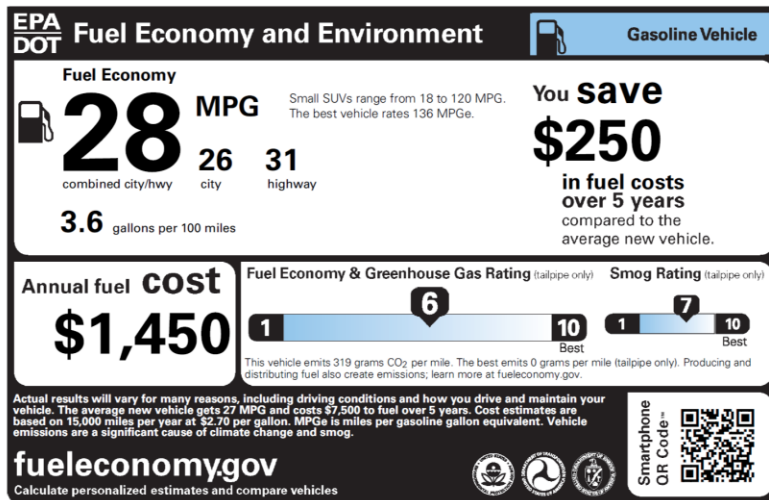 EPA
DOT
Fuel Economy and Environment
Gasoline Vehicle
Fuel Economy
28
MPG
combined city/hwy
26
city
31
highway
Small SUVs range from 18 to 120 MPG.
The best vehicle rates 136 MPGe.
3.6 gallons per 100 miles
You save
$250
in fuel costs
over 5 years
compared to the
average new vehicle.
Annual fuel cost
$1,450
Fuel Economy & Greenhouse Gas Rating (tailpipe only)
6
1
10
Best
Smog Rating (tailpipe only)
7
1
10
Best
This vehicle emits 319 grams CO2 per mile. The best emits 0 grams per mile (tailpipe only). Producing and
distributing fuel also create emissions; learn more at fueleconomy.gov.
Actual results will vary for many reasons, including driving conditions and how you drive and maintain your
vehicle. The average new vehicle gets 27 MPG and costs $7,500 to fuel over 5 years. Cost estimates are
based on 15,000 miles per year at $2.70 per gallon. MPGe is miles per gasoline gallon equivalent. Vehicle
emissions are a significant cause of climate change and smog.
fueleconomy.gov
Calculate personalized estimates and compare vehicles
Smartphone
QR Code™